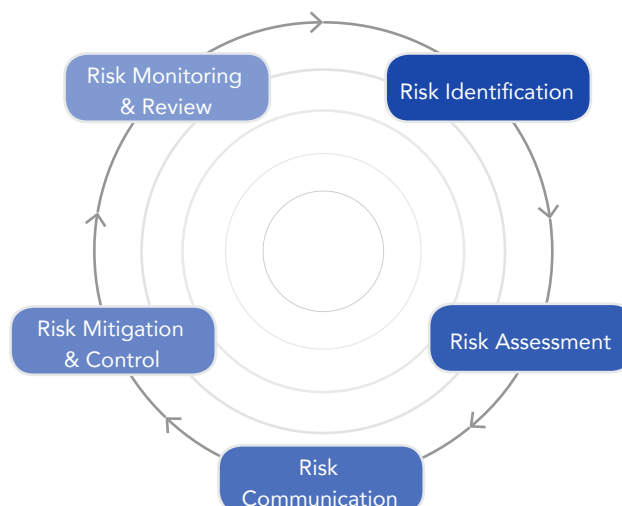 Risk Monitoring
& Review
Risk Identification
Risk Mitigation
& Control
Risk Assessment
Risk
Communication